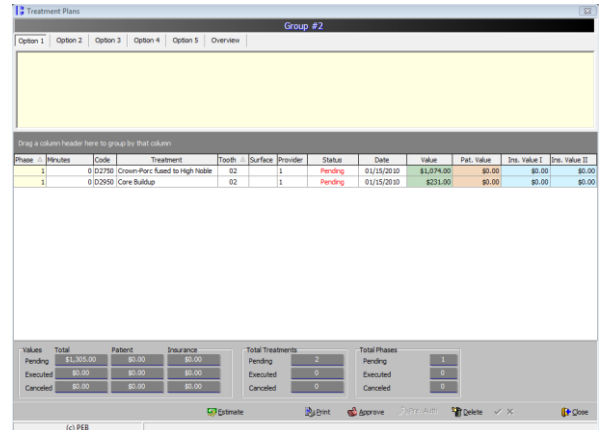 Treatment Plans
Group #2
Option 1 Option 2 Option 3 Option 4 Option 5 Overview
Drag a column header here to group by that column
Phase Minutes Code Treatment Tooth Surface Provider Status Date Value Pat. Value Ins. Value I Ins. Value II
1 0 D2750 Crown-Porc fused to High Noble 02 1 Pending 01/15/2010 $1,074.00 $0.00 $0.00 $0.00
1 0 D2950 Core Buildup 02 1 Pending 01/15/2010 $231.00 $0.00 $0.00 $0.00
Values Total Patient Insurance Total Treatments Total Phases
Pending $1,305.00 $0.00 $0.00 Pending 2 Pending 1
Executed $0.00 $0.00 $0.00 Executed 0 Executed 0
Canceled $0.00 $0.00 $0.00 Canceled 0 Canceled 0
Estimate Print Approve Pre. Auth Delete Close
(c) PEB